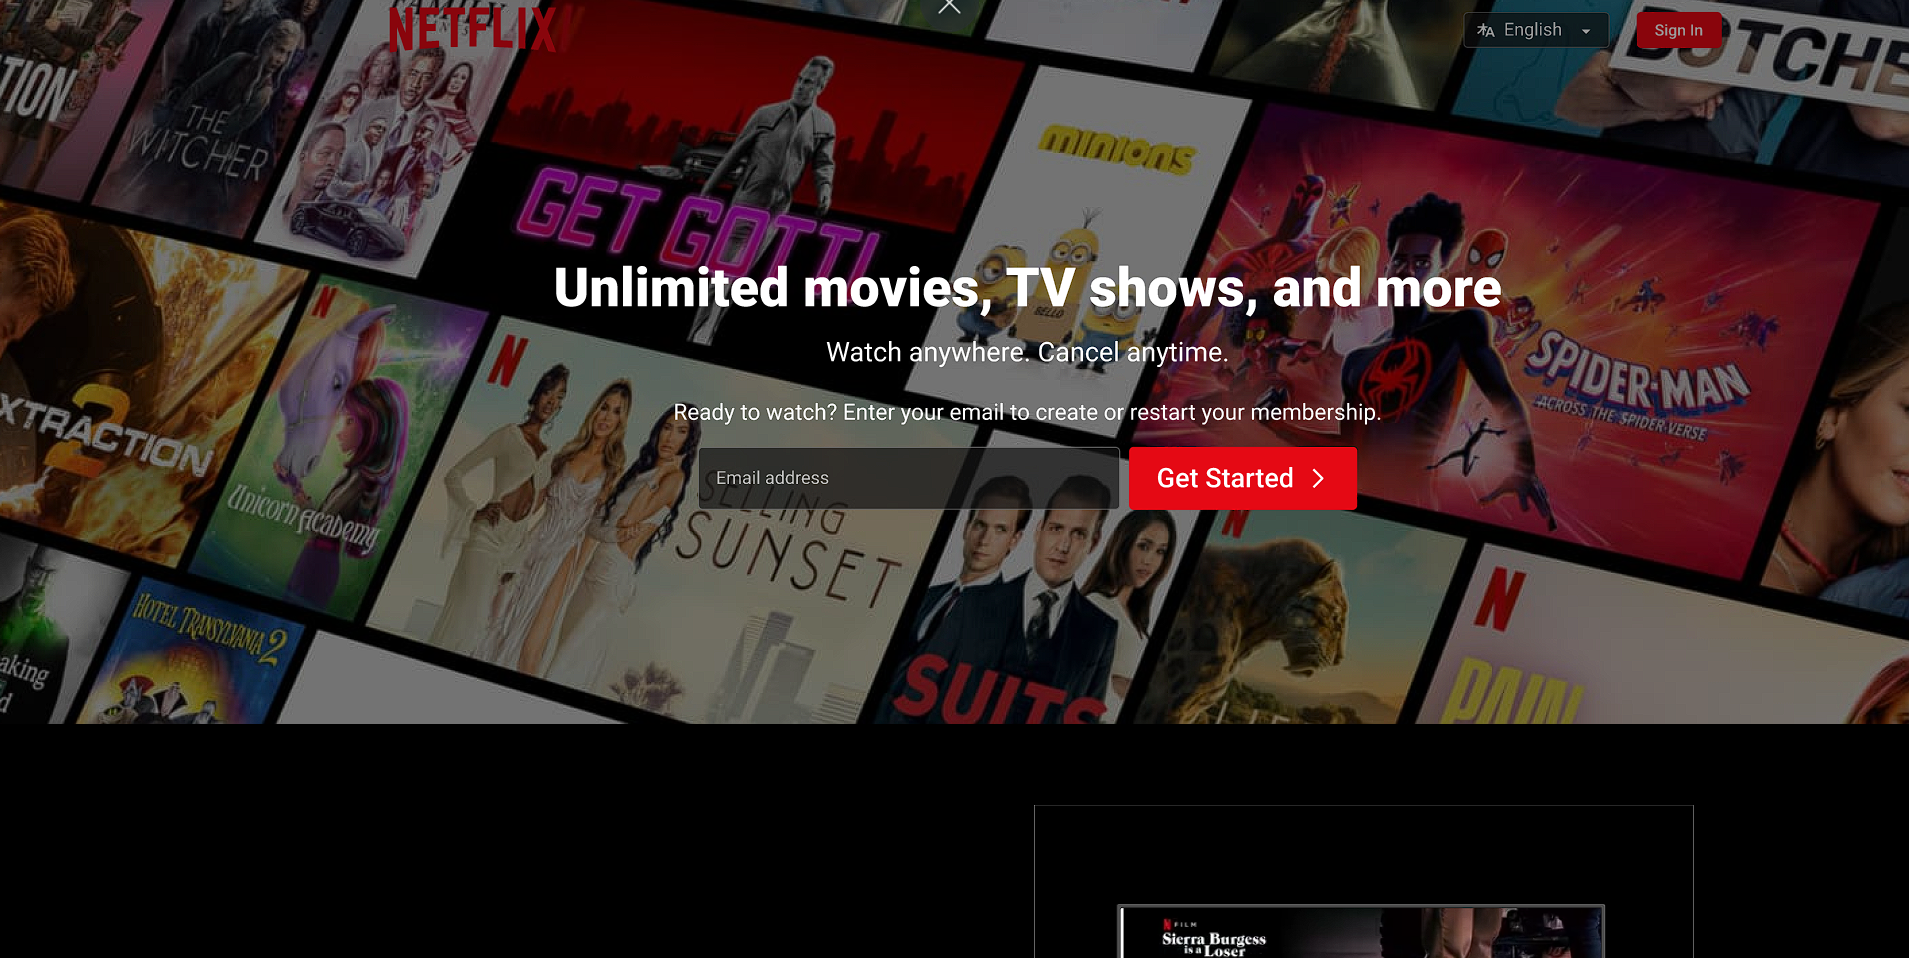 NETFLIX
English
Sign In
THE
WITCHER
GET GOTTI
minions
BELLO
Unlimited movies, TV shows, and more
Watch anywhere. Cancel anytime.
Ready to watch? Enter your email to create or restart your membership.
Email address
Get Started
SPIDER-MAN
ACROSS THE SPIDER-VERSE
XTRACTION
2
Unicorn Academy
SELLING
SUNSET
SUITS
HOTEL TRANSYLVANIA 2
PAIN
N FILM
Sierra Burgess
is a Loser